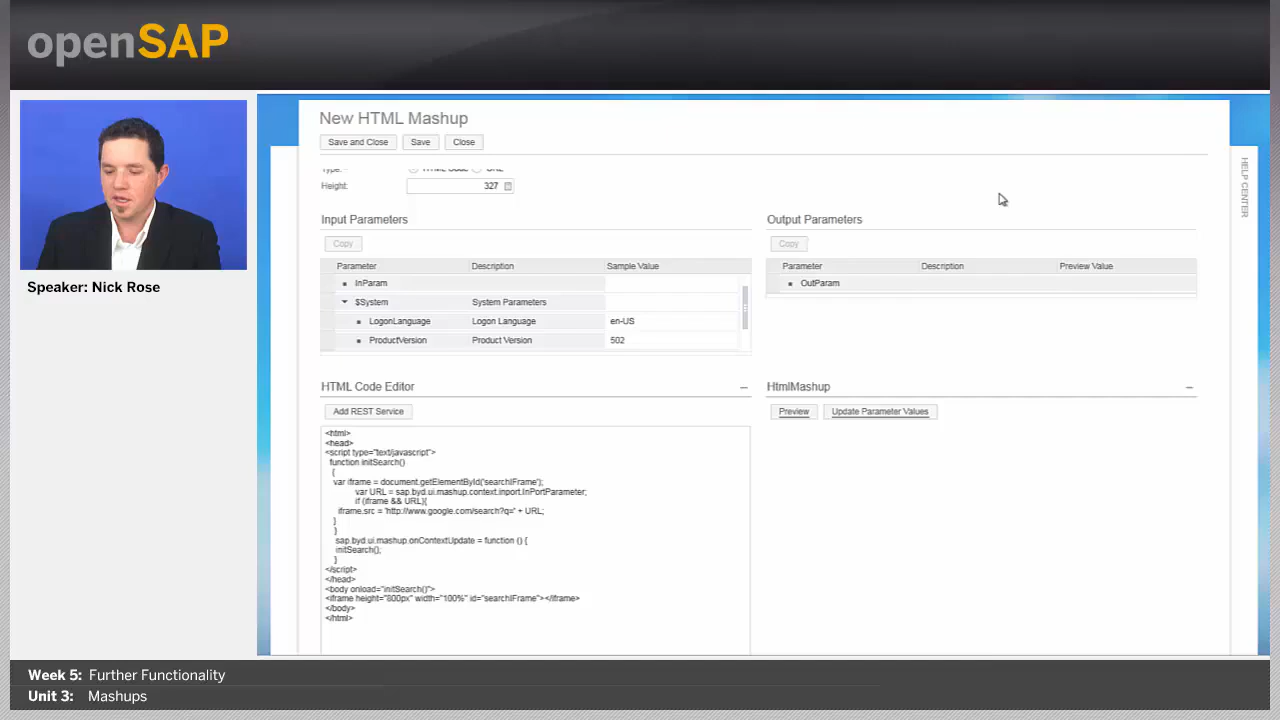 openSAP
New HTML Mashup
Save and Close Save Close
Type:* HTML Code URL
Height: 327
HELP CENTER
Input Parameters
Output Parameters
Copy
Copy
Parameter Description Sample Value
Parameter Description Preview Value
InParam
OutParam
$System System Parameters
LogonLanguage Logon Language en-US
ProductVersion Product Version 502
HTML Code Editor
HtmlMashup
Add REST Service
Preview Update Parameter Values
<html>
<head>
<script type="text/javascript">
function initSearch()
{
var iframe = document.getElementById('searchIFrame');
var URL = sap.byd.ui.mashup.context.import.InPortParameter;
if (iframe && URL){
iframe.src = 'http://www.google.com/search?q=' + URL;
}
}
sap.byd.ui.mashup.onContextUpdate = function () {
initSearch();
}
</script>
</head>
<body onload="initSearch()">
<iframe height="800px" width="100%" id="searchIFrame"></iframe>
</body>
</html>
Speaker: Nick Rose
Week 5: Further Functionality
Unit 3: Mashups